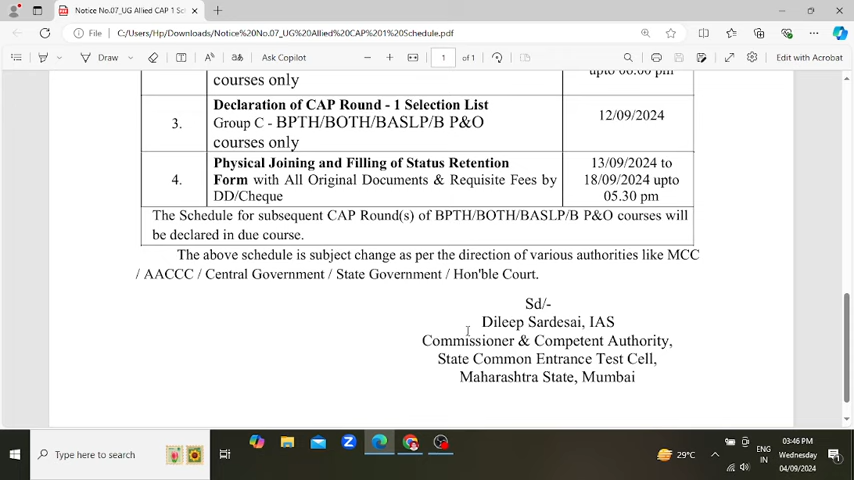 Notice No.07_UG Allied CAP 1 S
File
C:/Users/Hp/Downloads/Notice%20No.07_UG%20Allied%20CAP%201%20Schedule.pdf
Draw
Ask Copilot
1
of 1
Edit with Acrobat
courses only
upto 06.00 pm
3.
Declaration of CAP Round - 1 Selection List
Group C - BPTH/BOTH/BASLP/B P&O
courses only
12/09/2024
4.
Physical Joining and Filling of Status Retention
Form with All Original Documents & Requisite Fees by
DD/Cheque
13/09/2024 to
18/09/2024 upto
05.30 pm
The Schedule for subsequent CAP Round(s) of BPTH/BOTH/BASLP/B P&O courses will
be declared in due course.
The above schedule is subject change as per the direction of various authorities like MCC
/ AACCC / Central Government / State Government / Hon'ble Court.
Sd/-
Dileep Sardesai, IAS
Commissioner & Competent Authority,
State Common Entrance Test Cell,
Maharashtra State, Mumbai
Type here to search
29°C
ENG
IN
03:46 PM
Wednesday
04/09/2024